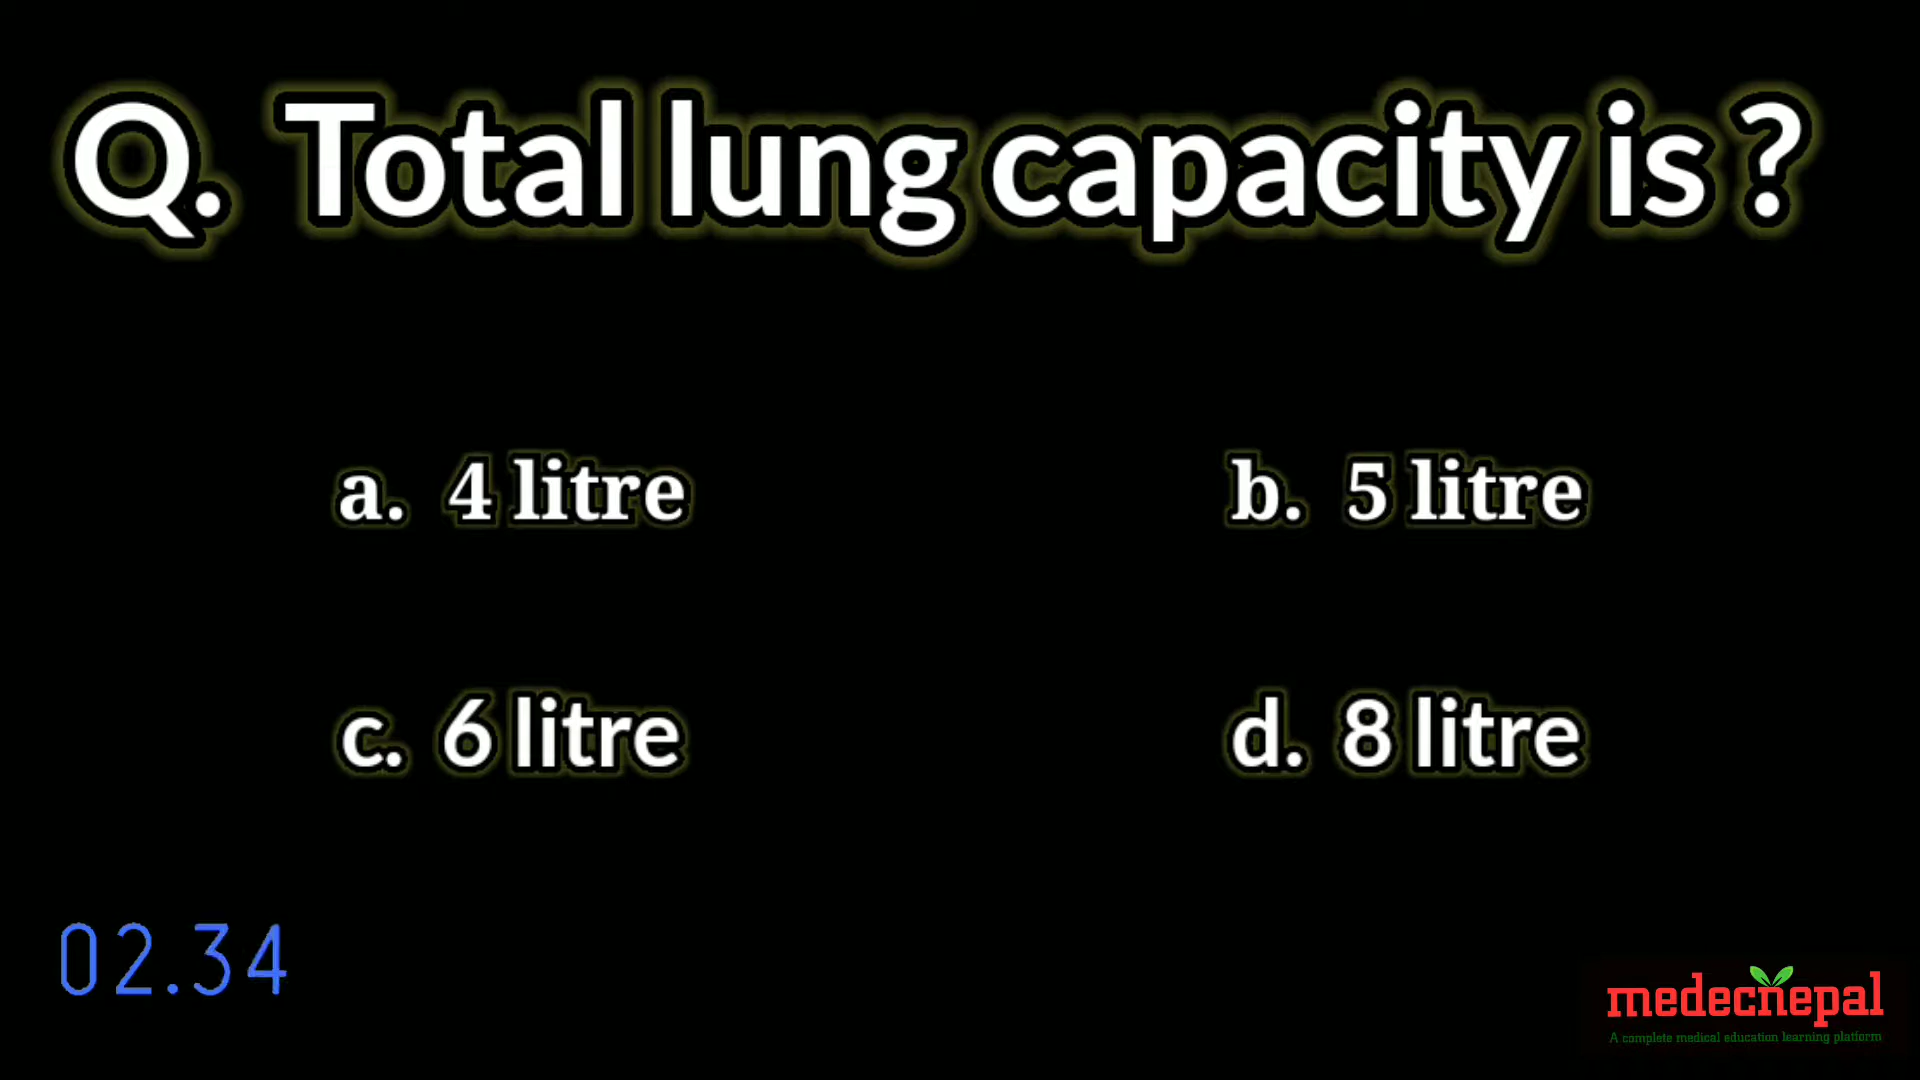 Q. Total lung capacity is ?
a. 4 litre
b. 5 litre
c. 6 litre
d. 8 litre
02.34
medecnepal
A complete medical education learning platform